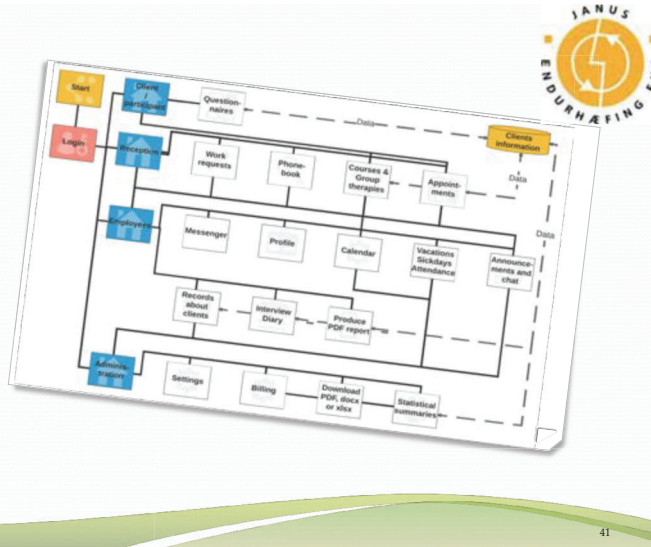 JANUS
ENDURHÆFING E
Start
Client
/
participant
Question-
naires
Data
Clients
information
Login
Reception
Work
requests
Phone-
book
Courses &
Group
therapies
Appoint-
ments
Data
Data
Employees
Messenger
Profile
Calendar
Vacations
Sickdays
Attendance
Announce-
ments and
chat
Records
about
clients
Interview
Diary
Produce
PDF report
Adminis-
tration
Settings
Billing
Download
PDF, docx
or xlsx
Statistical
summaries
41